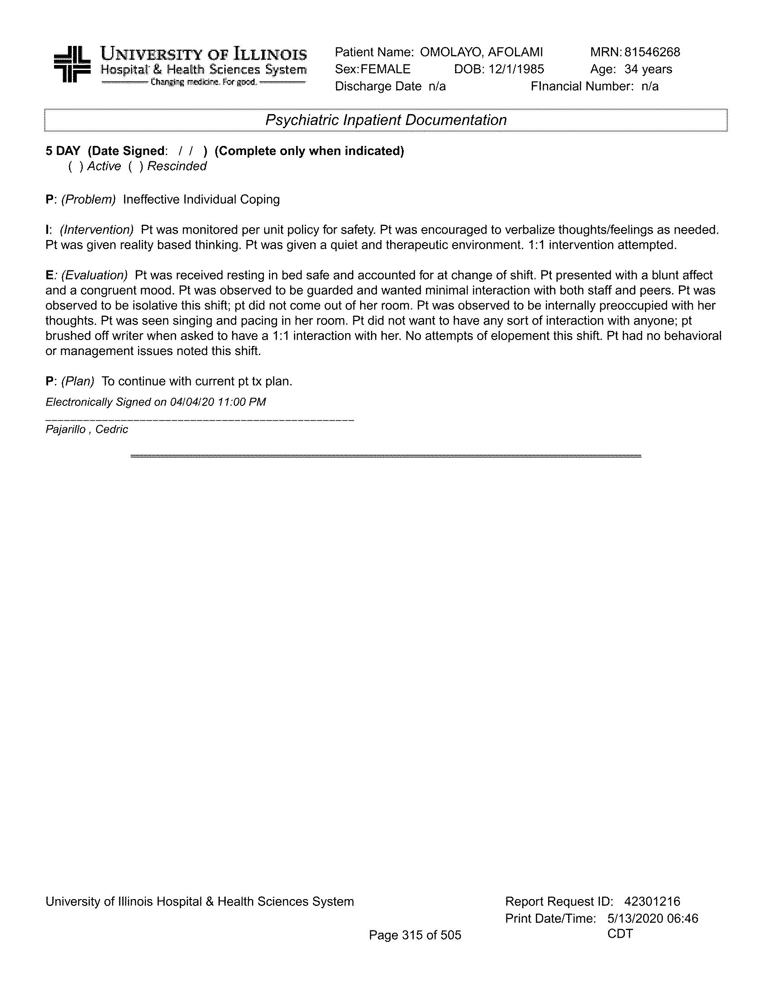 UNIVERSITY OF ILLINOIS
Hospital & Health Sciences System
Changing medicine. For good.
Patient Name: OMOLAYO, AFOLAMI MRN: 81546268
Sex: FEMALE DOB: 12/1/1985 Age: 34 years
Discharge Date n/a FInancial Number: n/a
Psychiatric Inpatient Documentation
5 DAY (Date Signed: / / ) (Complete only when indicated)
( ) Active ( ) Rescinded
P: (Problem) Ineffective Individual Coping
I: (Intervention) Pt was monitored per unit policy for safety. Pt was encouraged to verbalize thoughts/feelings as needed.
Pt was given reality based thinking. Pt was given a quiet and therapeutic environment. 1:1 intervention attempted.
E: (Evaluation) Pt was received resting in bed safe and accounted for at change of shift. Pt presented with a blunt affect
and a congruent mood. Pt was observed to be guarded and wanted minimal interaction with both staff and peers. Pt was
observed to be isolative this shift; pt did not come out of her room. Pt was observed to be internally preoccupied with her
thoughts. Pt was seen singing and pacing in her room. Pt did not want to have any sort of interaction with anyone; pt
brushed off writer when asked to have a 1:1 interaction with her. No attempts of elopement this shift. Pt had no behavioral
or management issues noted this shift.
P: (Plan) To continue with current pt tx plan.
Electronically Signed on 04/04/20 11:00 PM
Pajarillo , Cedric
University of Illinois Hospital & Health Sciences System Report Request ID: 42301216
Print Date/Time: 5/13/2020 06:46
Page 315 of 505 CDT